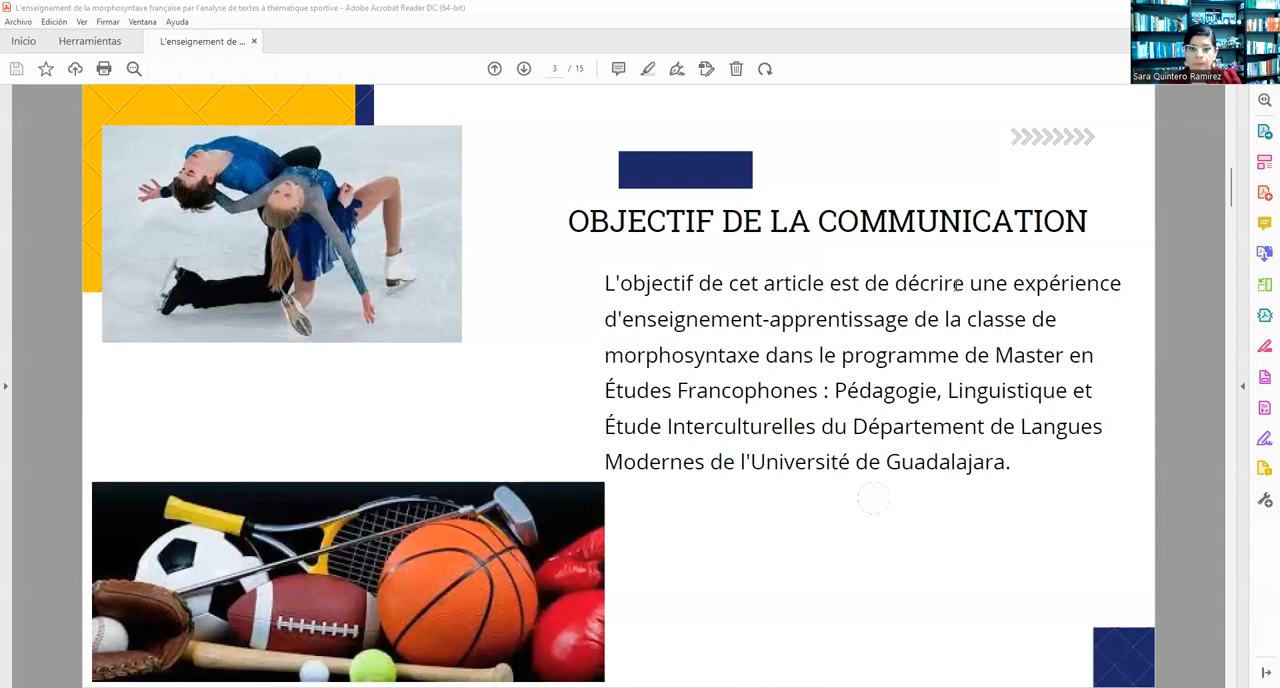 L'enseignement de la morphosyntaxe française par l'analyse de textes à thématique sportive - Adobe Acrobat Reader DC (64-bit)
Archivo Edición Ver Firmar Ventana Ayuda
Inicio Herramientas L'enseignement de ... ×
3 / 15
Sara Quintero Ramírez
OBJECTIF DE LA COMMUNICATION
L'objectif de cet article est de décrire une expérience
d'enseignement-apprentissage de la classe de
morphosyntaxe dans le programme de Master en
Études Francophones : Pédagogie, Linguistique et
Étude Interculturelles du Département de Langues
Modernes de l'Université de Guadalajara.